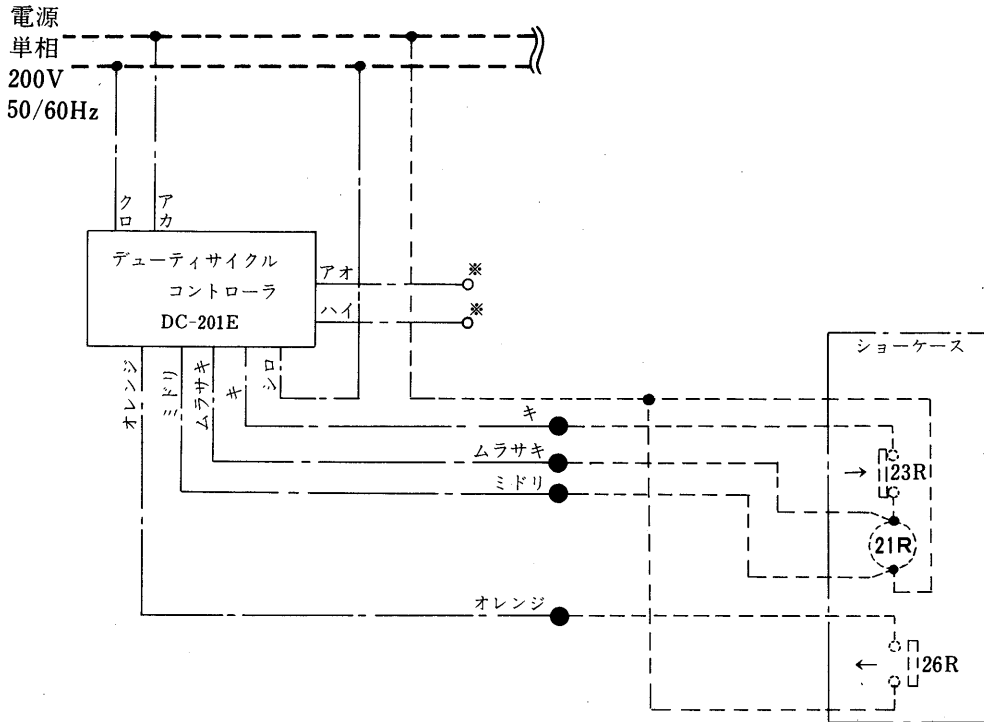 電源
単相
200V
50/60Hz
クロ
アカ
デューティサイクル
コントローラ
DC-201E
アオ
※
ハイ
※
オレンジ
ミドリ
ムラサキ
キ
シロ
ショーケース
キ
ムラサキ
ミドリ
→
23R
21R
オレンジ
←
26R